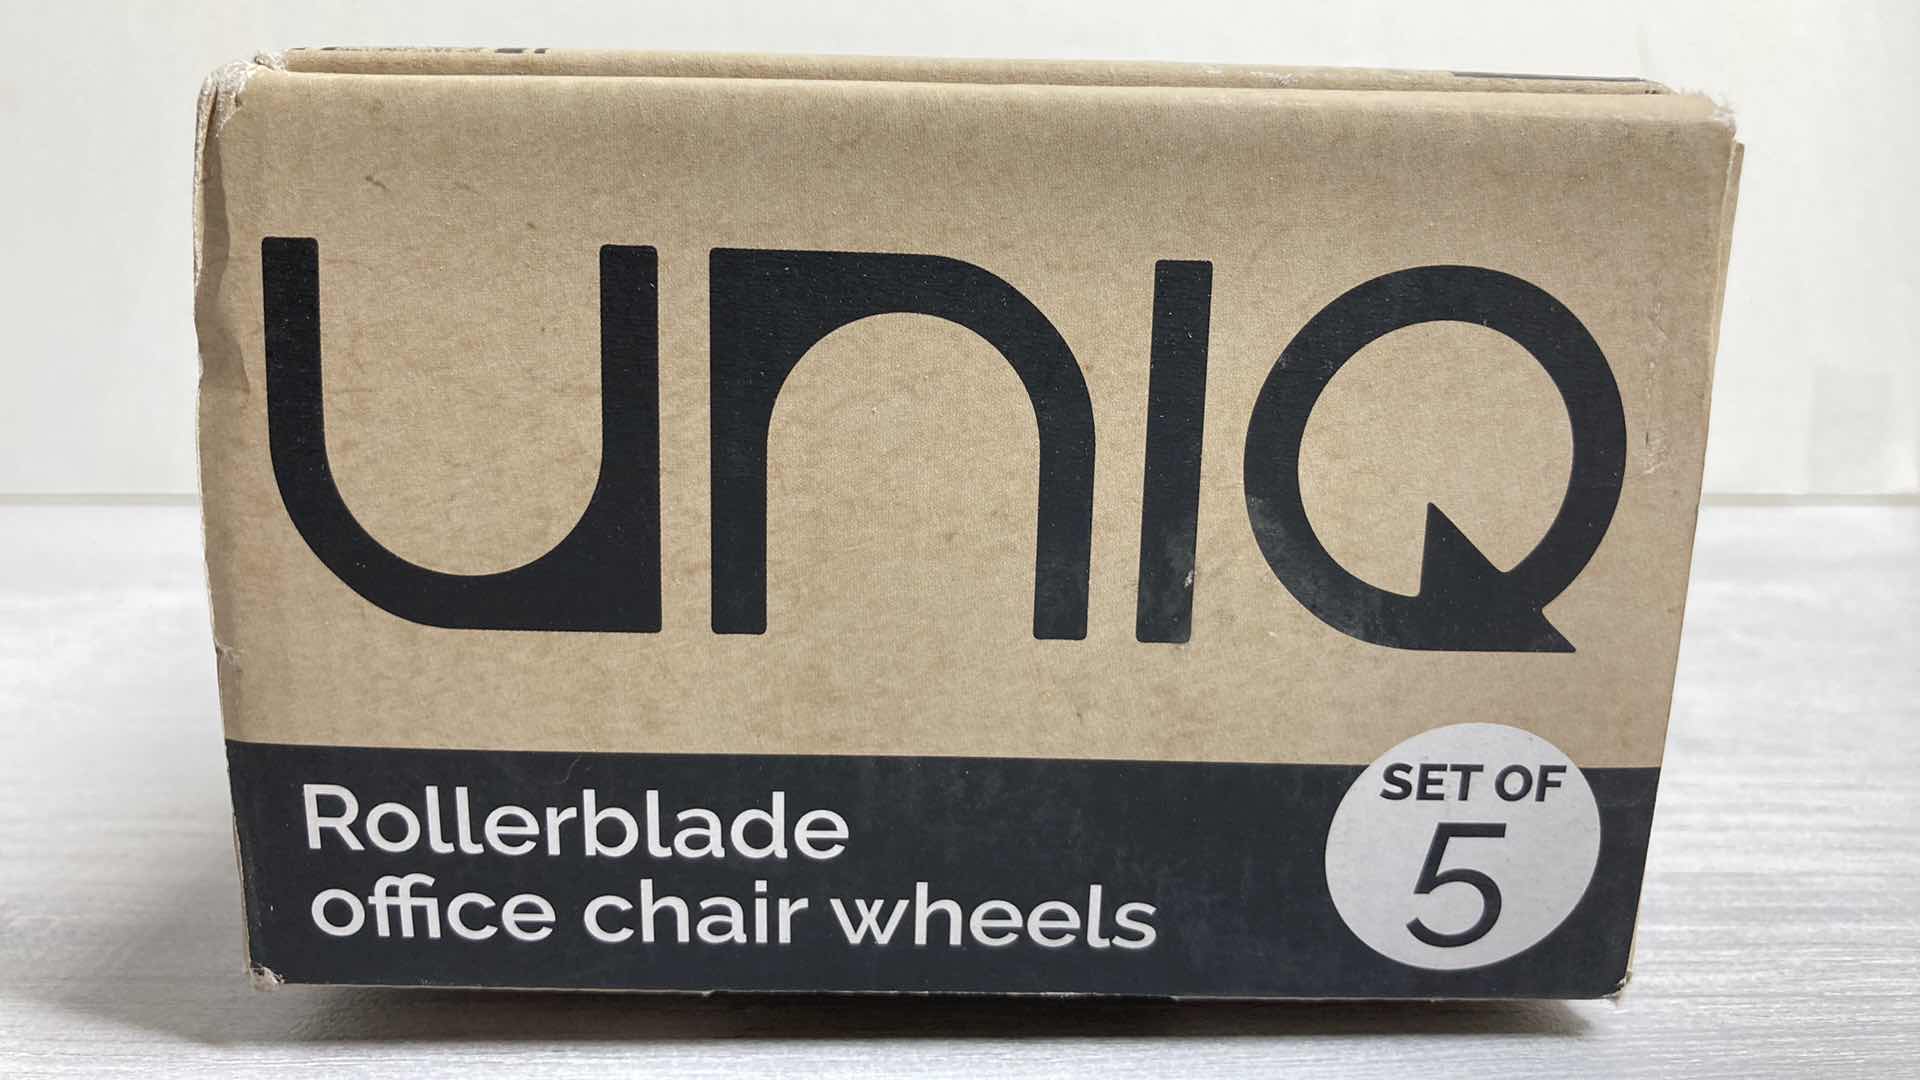 UNIQ
Rollerblade
office chair wheels
SET OF
5